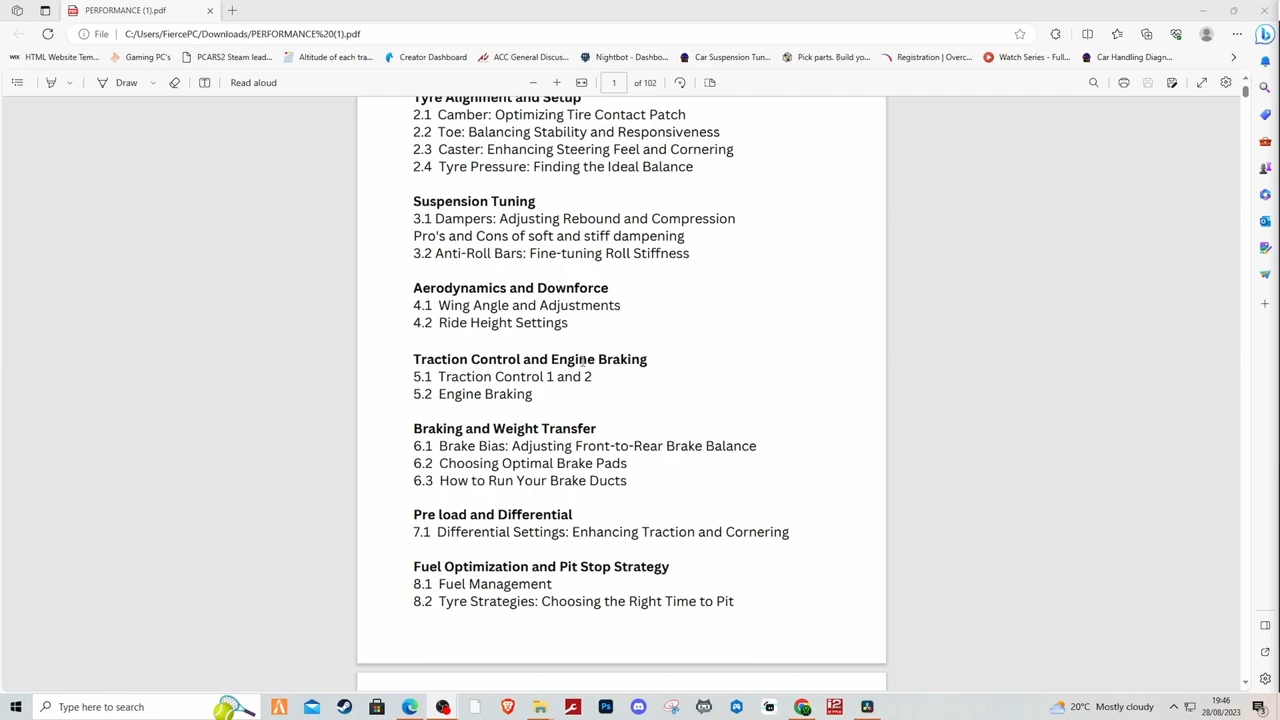 PERFORMANCE (1).pdf
File
C:/Users/FiercePC/Downloads/PERFORMANCE%20(1).pdf
HTML Website Tem...
Gaming PC's
PCARS2 Steam lead...
Altitude of each tra...
Creator Dashboard
ACC General Discus...
Nightbot - Dashbo...
Car Suspension Tun...
Pick parts. Build yo...
Registration | Overc...
Watch Series - Full...
Car Handling Diagn...
Draw
Read aloud
1 of 102
Tyre Alignment and Setup
2.1 Camber: Optimizing Tire Contact Patch
2.2 Toe: Balancing Stability and Responsiveness
2.3 Caster: Enhancing Steering Feel and Cornering
2.4 Tyre Pressure: Finding the Ideal Balance
Suspension Tuning
3.1 Dampers: Adjusting Rebound and Compression
Pro's and Cons of soft and stiff dampening
3.2 Anti-Roll Bars: Fine-tuning Roll Stiffness
Aerodynamics and Downforce
4.1 Wing Angle and Adjustments
4.2 Ride Height Settings
Traction Control and Engine Braking
5.1 Traction Control 1 and 2
5.2 Engine Braking
Braking and Weight Transfer
6.1 Brake Bias: Adjusting Front-to-Rear Brake Balance
6.2 Choosing Optimal Brake Pads
6.3 How to Run Your Brake Ducts
Pre load and Differential
7.1 Differential Settings: Enhancing Traction and Cornering
Fuel Optimization and Pit Stop Strategy
8.1 Fuel Management
8.2 Tyre Strategies: Choosing the Right Time to Pit
Type here to search
20°C Mostly cloudy
19:46
28/08/2023